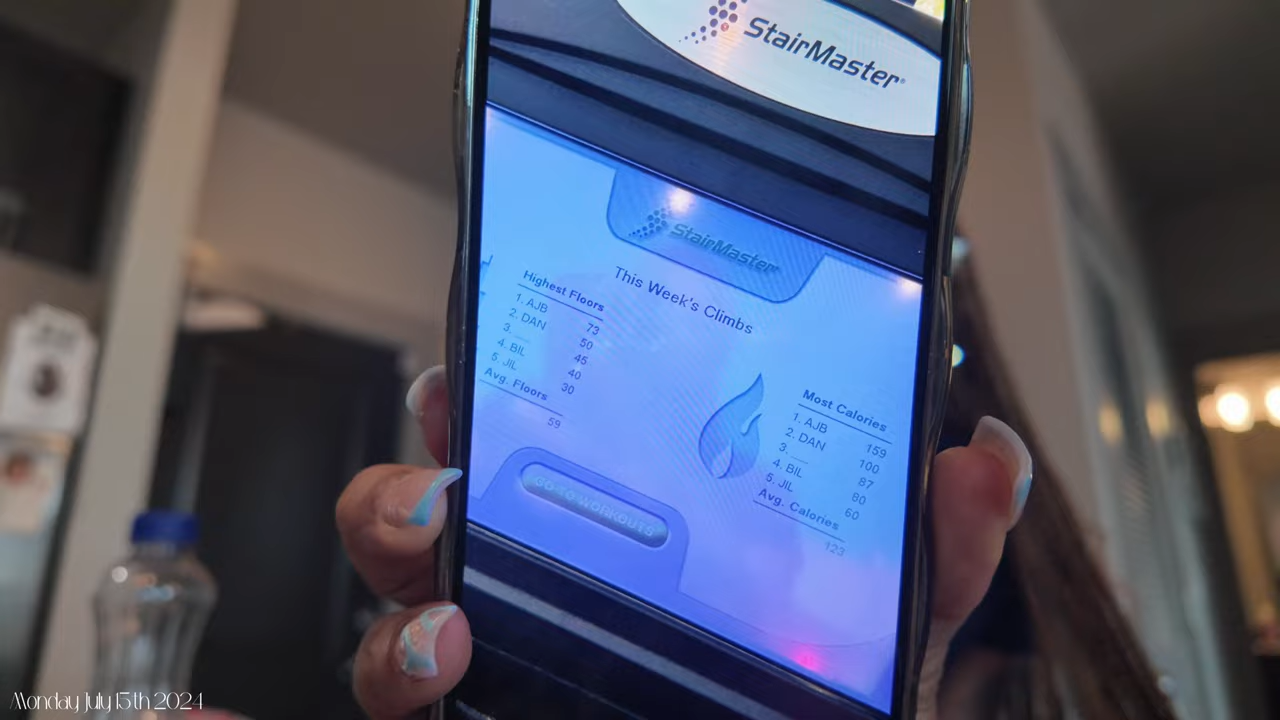 StairMaster®
StairMaster
This Week's Climbs
Highest Floors
1. AJB 73
2. DAN 50
3. ___ 45
4. BIL 40
5. JIL 30
Avg. Floors 59
Most Calories
1. AJB 159
2. DAN 100
3. ___ 87
4. BIL 80
5. JIL 60
Avg. Calories 123
GO TO WORKOUTS
Monday July 15th 2024